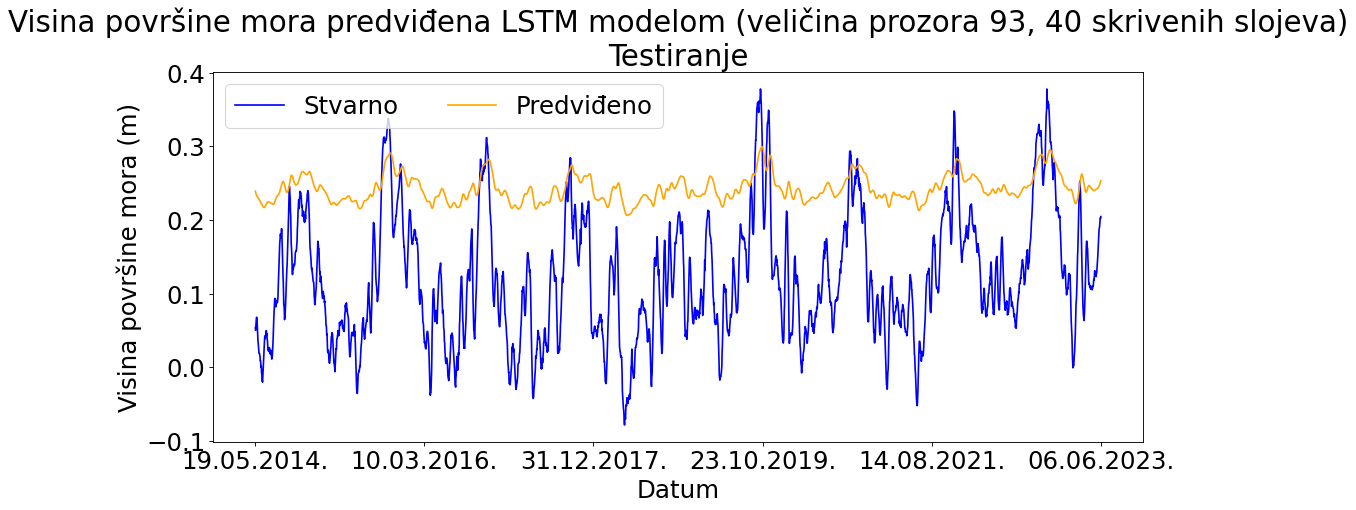 Visina površine mora predviđena LSTM modelom (veličina prozora 93, 40 skrivenih slojeva)
Testiranje
Stvarno Predviđeno
Visina površine mora (m)
0.4
0.3
0.2
0.1
0.0
−0.1
19.05.2014. 10.03.2016. 31.12.2017. 23.10.2019. 14.08.2021. 06.06.2023.
Datum